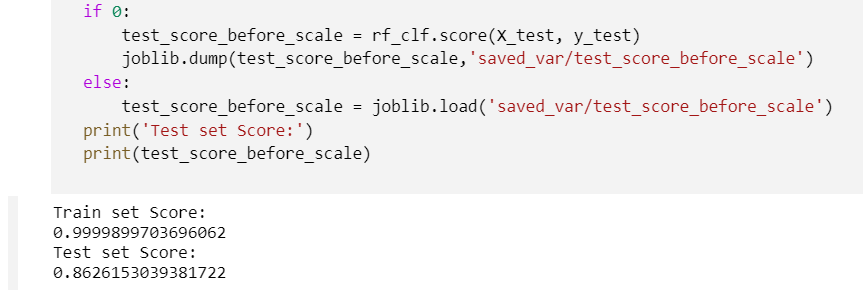 if 0:
test_score_before_scale = rf_clf.score(X_test, y_test)
joblib.dump(test_score_before_scale,'saved_var/test_score_before_scale')
else:
test_score_before_scale = joblib.load('saved_var/test_score_before_scale')
print('Test set Score:')
print(test_score_before_scale)
Train set Score:
0.9999899703696062
Test set Score:
0.8626153039381722